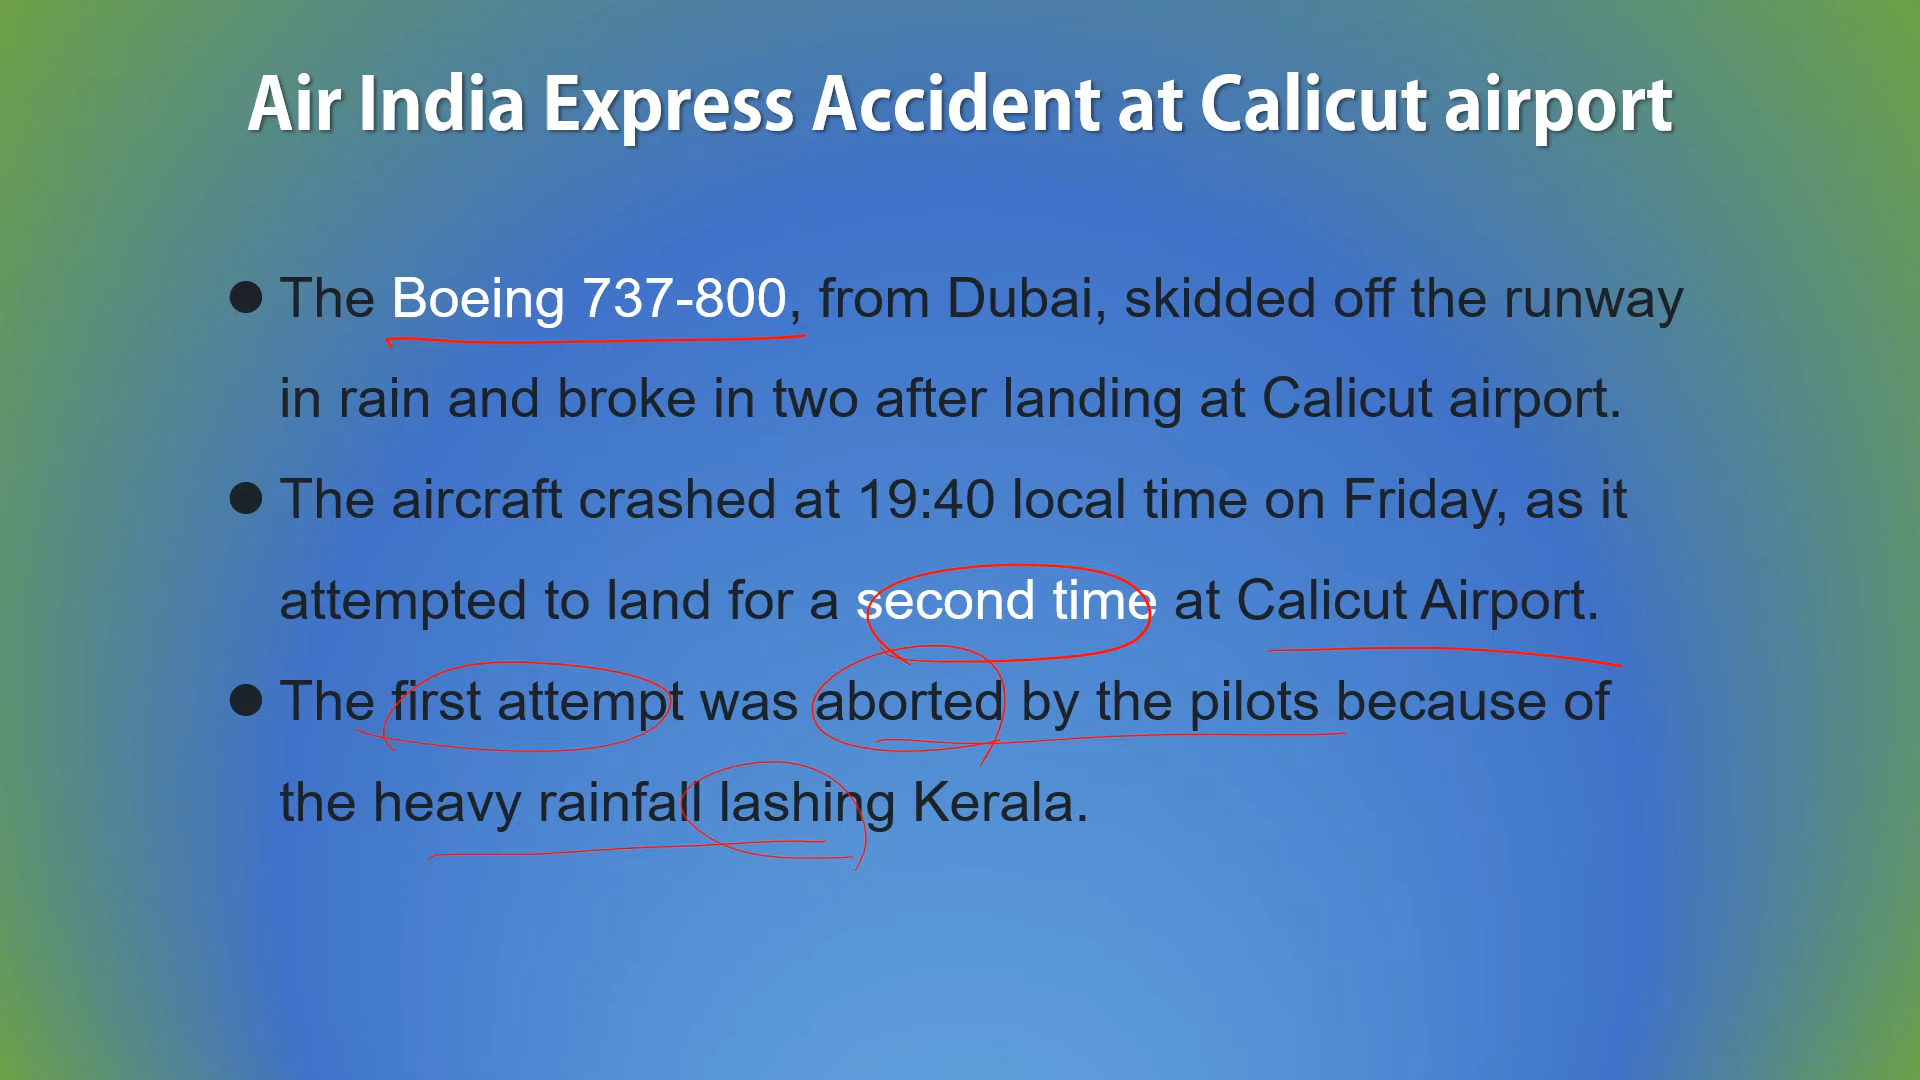 Air India Express Accident at Calicut airport
● The Boeing 737-800, from Dubai, skidded off the runway
in rain and broke in two after landing at Calicut airport.
● The aircraft crashed at 19:40 local time on Friday, as it
attempted to land for a second time at Calicut Airport.
● The first attempt was aborted by the pilots because of
the heavy rainfall lashing Kerala.